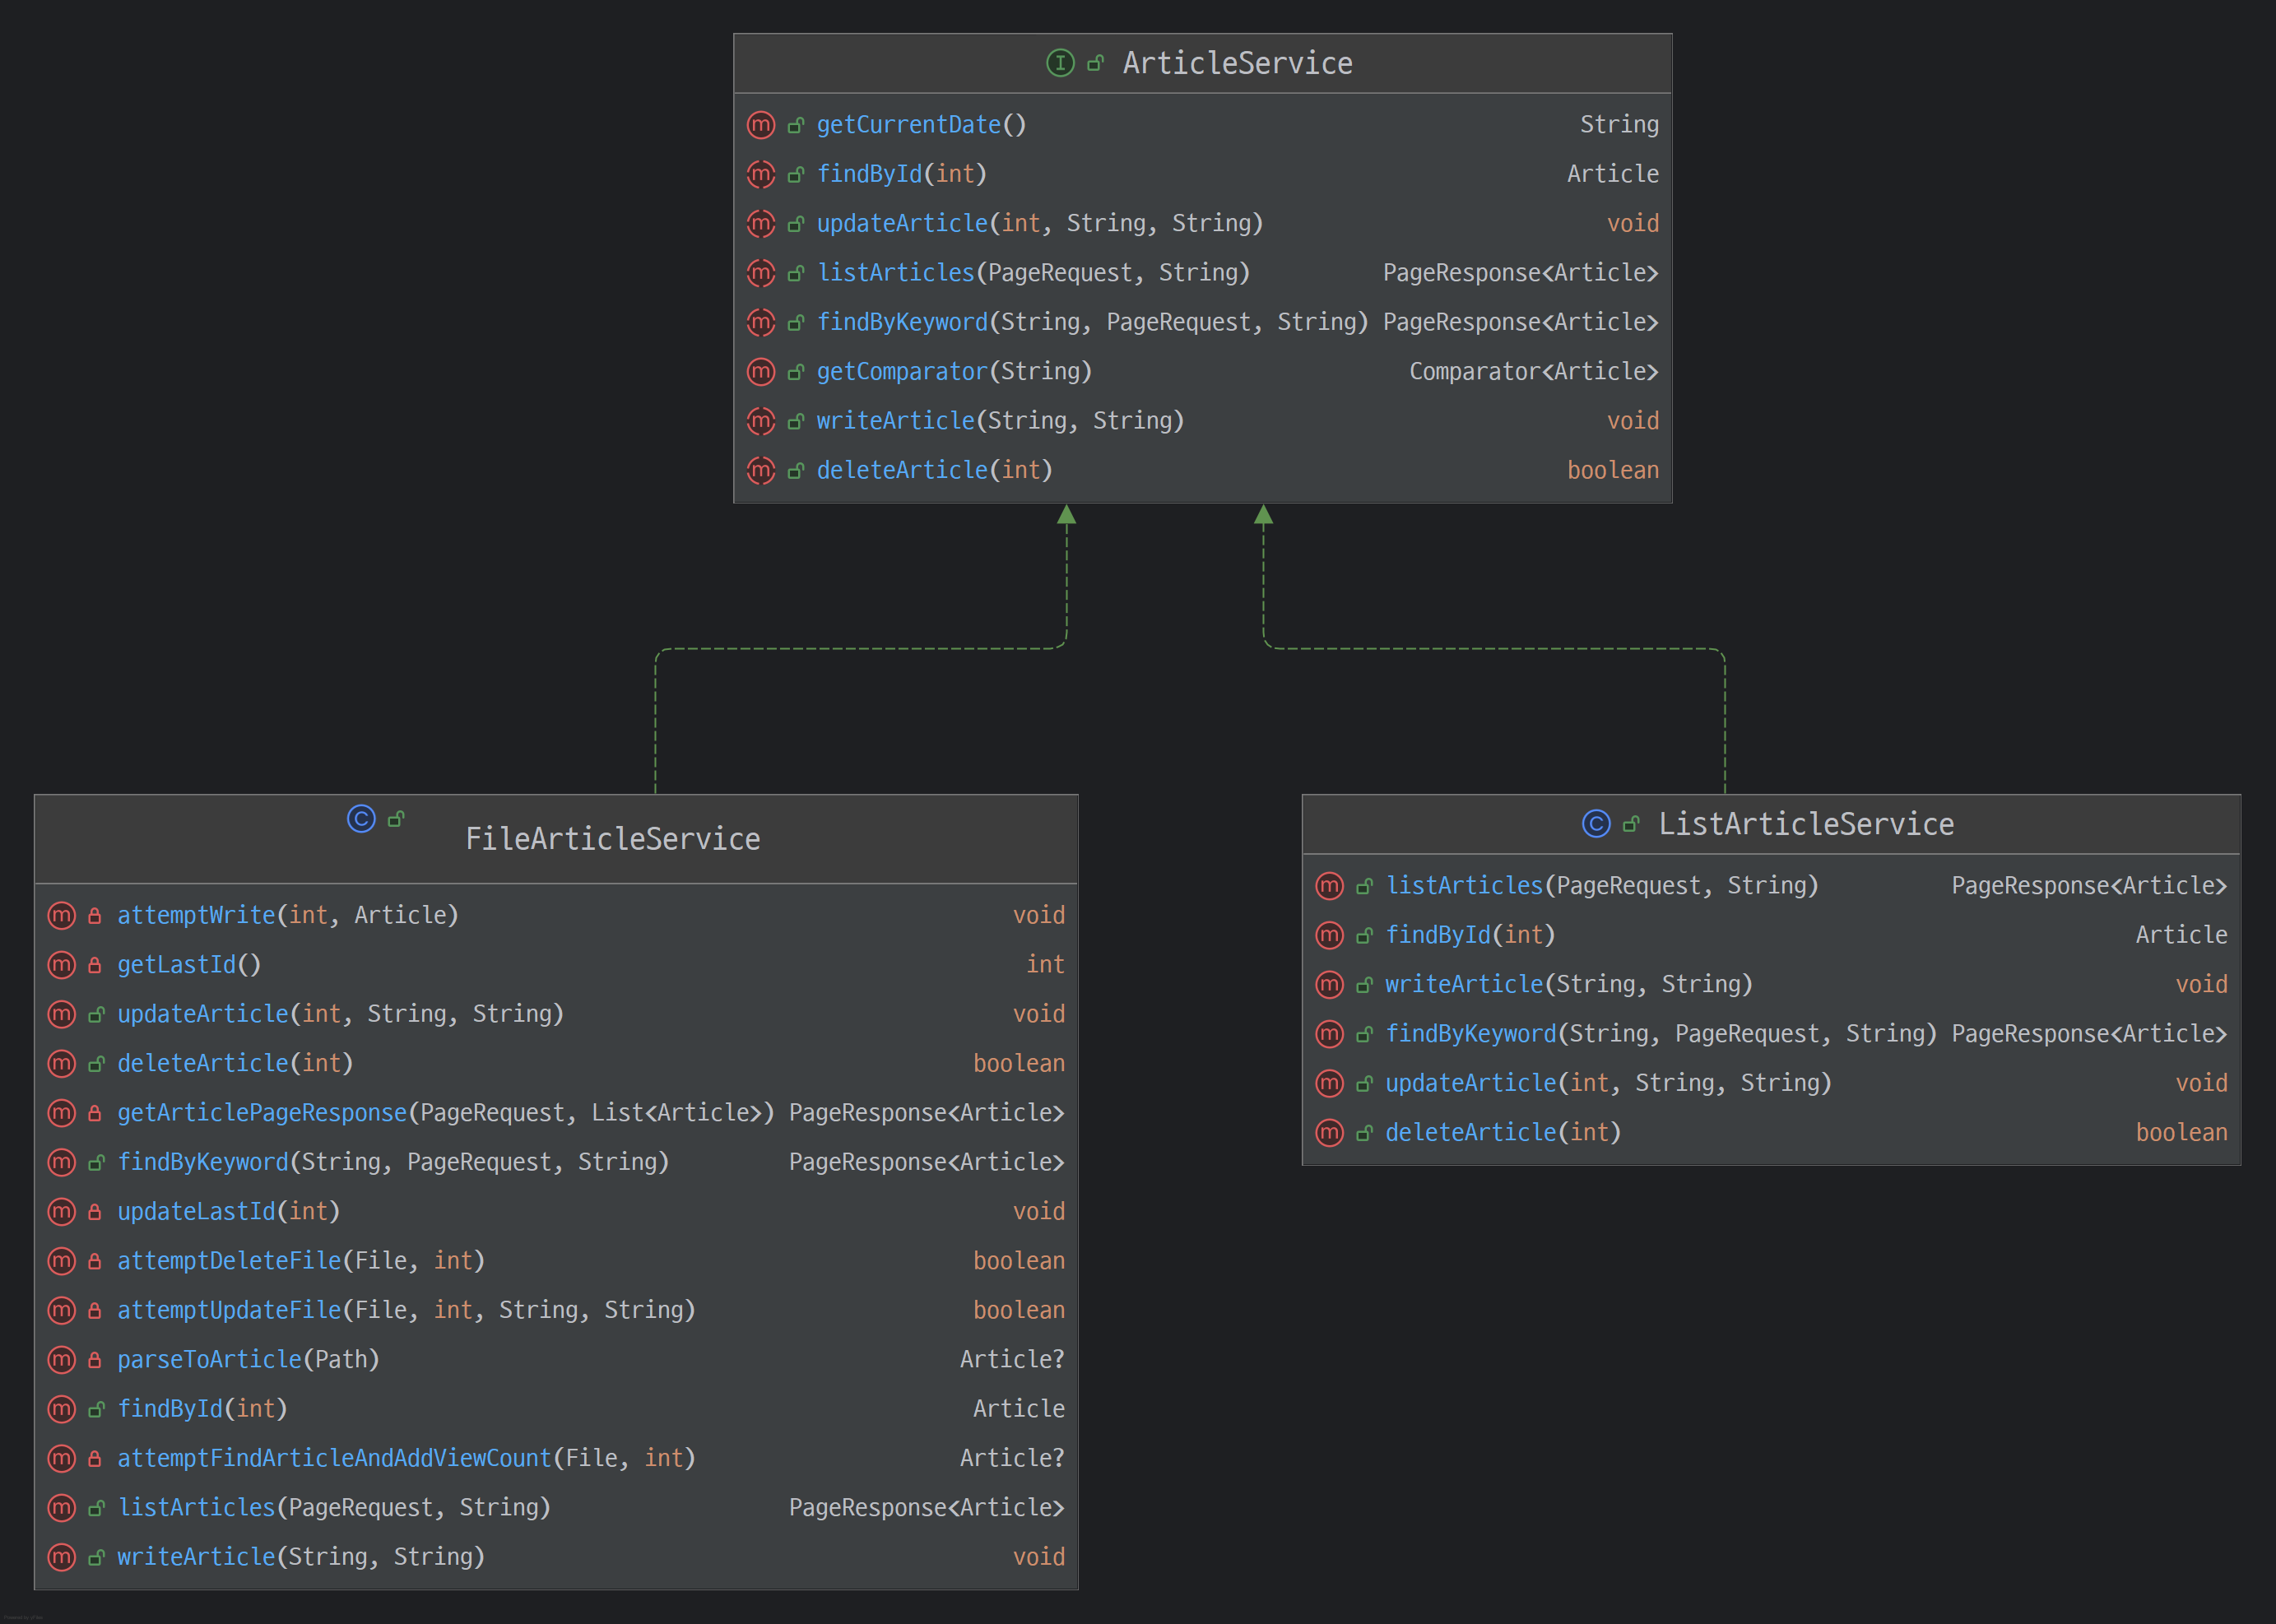 ArticleService
getCurrentDate() String
findById(int) Article
updateArticle(int, String, String) void
listArticles(PageRequest, String) PageResponse<Article>
findByKeyword(String, PageRequest, String) PageResponse<Article>
getComparator(String) Comparator<Article>
writeArticle(String, String) void
deleteArticle(int) boolean
FileArticleService
attemptWrite(int, Article) void
getLastId() int
updateArticle(int, String, String) void
deleteArticle(int) boolean
getArticlePageResponse(PageRequest, List<Article>) PageResponse<Article>
findByKeyword(String, PageRequest, String) PageResponse<Article>
updateLastId(int) void
attemptDeleteFile(File, int) boolean
attemptUpdateFile(File, int, String, String) boolean
parseToArticle(Path) Article?
findById(int) Article
attemptFindArticleAndAddViewCount(File, int) Article?
listArticles(PageRequest, String) PageResponse<Article>
writeArticle(String, String) void
ListArticleService
listArticles(PageRequest, String) PageResponse<Article>
findById(int) Article
writeArticle(String, String) void
findByKeyword(String, PageRequest, String) PageResponse<Article>
updateArticle(int, String, String) void
deleteArticle(int) boolean